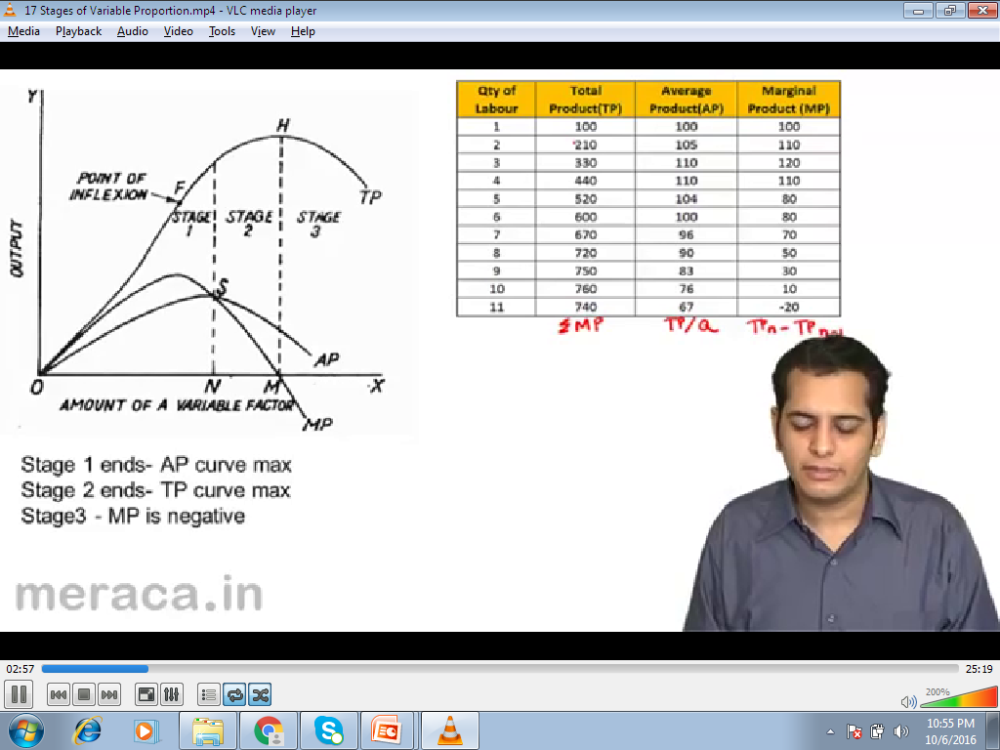 17 Stages of Variable Proportion.mp4 - VLC media player
Media Playback Audio Video Tools View Help
Y
H
POINT OF
INFLEXION
F
TP
STAGE
1
STAGE
2
STAGE
3
OUTPUT
S
AP
O
N
M
X
AMOUNT OF A VARIABLE FACTOR
MP
Qty of Labour Total Product(TP) Average Product(AP) Marginal Product (MP)
1 100 100 100
2 210 105 110
3 330 110 120
4 440 110 110
5 520 104 80
6 600 100 80
7 670 96 70
8 720 90 50
9 750 83 30
10 760 76 10
11 740 67 -20
ΣMP TP/Q TPn - TP
Stage 1 ends- AP curve max
Stage 2 ends- TP curve max
Stage3 - MP is negative
meraca.in
02:57
25:19
200%
10:55 PM
10/6/2016